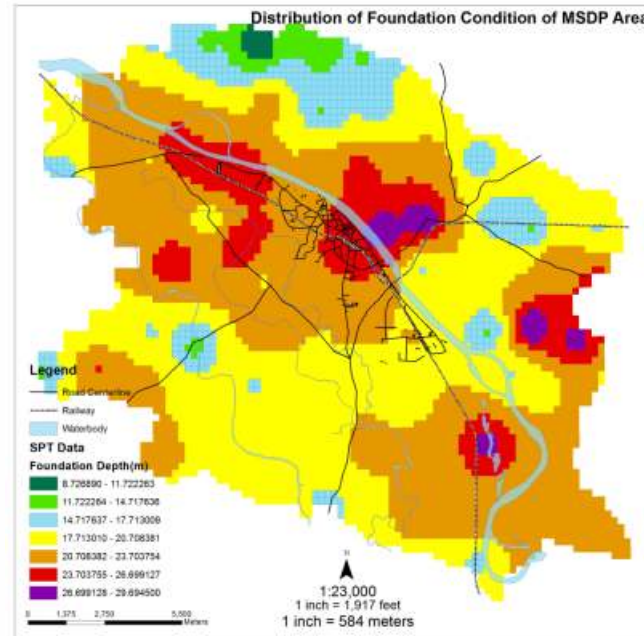 Distribution of Foundation Condition of MSDP Area
Legend
Road Centerline
Railway
Waterbody
SPT Data
Foundation Depth(m)
8.726890 - 11.722263
11.722264 - 14.717636
14.717637 - 17.713009
17.713010 - 20.708381
20.708382 - 23.703754
23.703755 - 26.699127
26.699128 - 29.694500
N
1:23,000
1 inch = 1,917 feet
1 inch = 584 meters
0 1,375 2,750 5,500
Meters